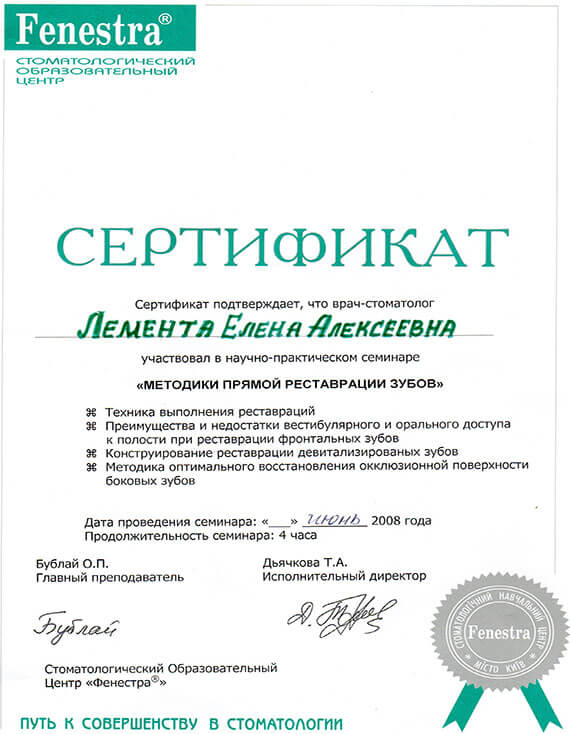 Fenestra®
СТОМАТОЛОГИЧЕСКИЙ
ОБРАЗОВАТЕЛЬНЫЙ
ЦЕНТР
СЕРТИФИКАТ
Сертификат подтверждает, что врач-стоматолог
Лемента Елена Алексеевна
участвовал в научно-практическом семинаре
«МЕТОДИКИ ПРЯМОЙ РЕСТАВРАЦИИ ЗУБОВ»
⌘ Техника выполнения реставраций
⌘ Преимущества и недостатки вестибулярного и орального доступа
к полости при реставрации фронтальных зубов
⌘ Конструирование реставрации девитализированых зубов
⌘ Методика оптимального восстановления окклюзионной поверхности
боковых зубов
Дата проведения семинара: «___» июнь 2008 года
Продолжительность семинара: 4 часа
Бублай О.П.
Главный преподаватель
Дьячкова Т.А.
Исполнительный директор
Бублай
СТОМАТОЛОГІЧНИЙ НАВЧАЛЬНИЙ ЦЕНТР
Fenestra
МІСТО КИЇВ
Стоматологический Образовательный
Центр «Фенестра®»
ПУТЬ К СОВЕРШЕНСТВУ В СТОМАТОЛОГИИ